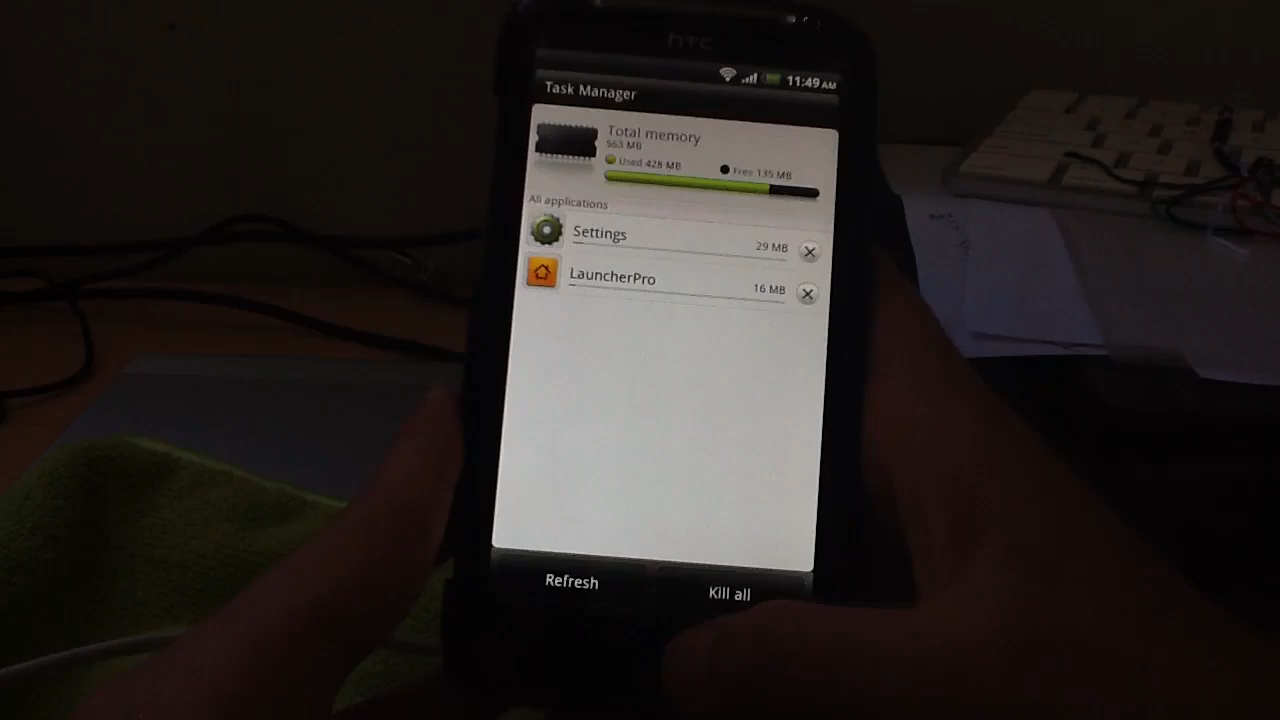 htc
11:49 AM
Task Manager
Total memory
563 MB
Used 428 MB
Free 135 MB
All applications
Settings
29 MB
LauncherPro
16 MB
Refresh
Kill all